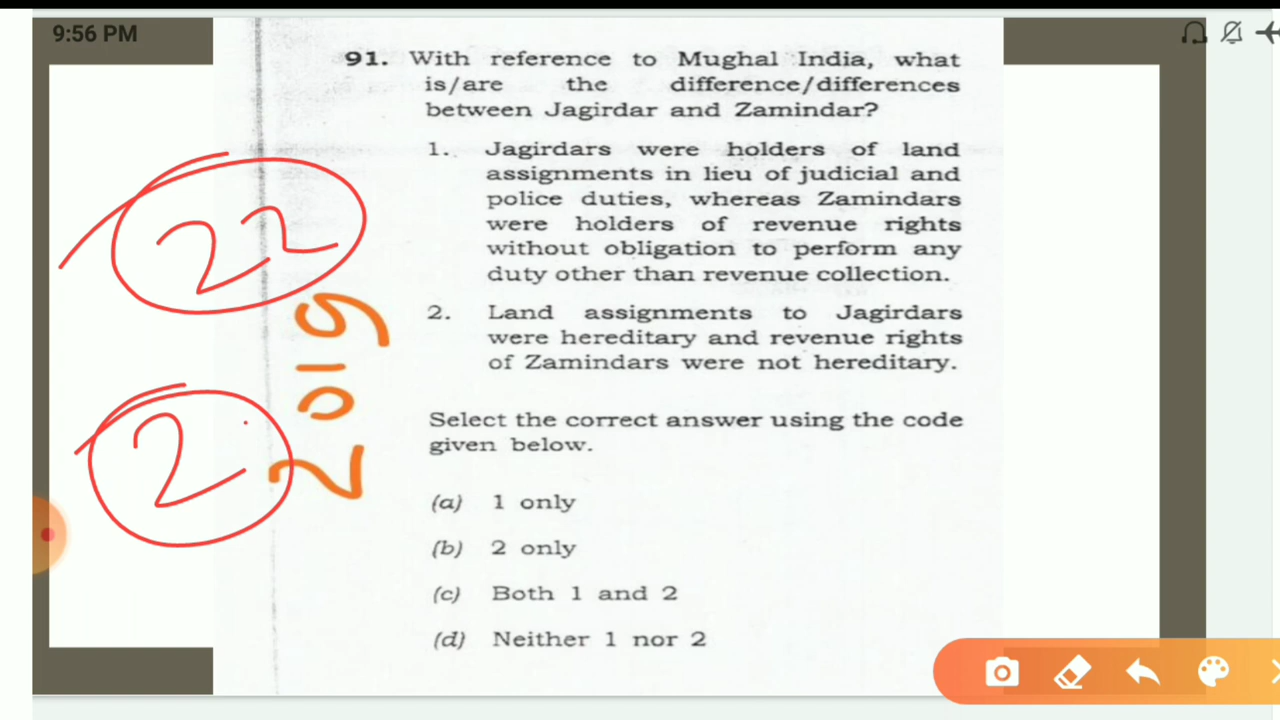 9:56 PM
91. With reference to Mughal India, what
is/are the difference/differences
between Jagirdar and Zamindar?
1. Jagirdars were holders of land
assignments in lieu of judicial and
police duties, whereas Zamindars
were holders of revenue rights
without obligation to perform any
duty other than revenue collection.
2. Land assignments to Jagirdars
were hereditary and revenue rights
of Zamindars were not hereditary.
Select the correct answer using the code
given below.
(a) 1 only
(b) 2 only
(c) Both 1 and 2
(d) Neither 1 nor 2
22
2
2019